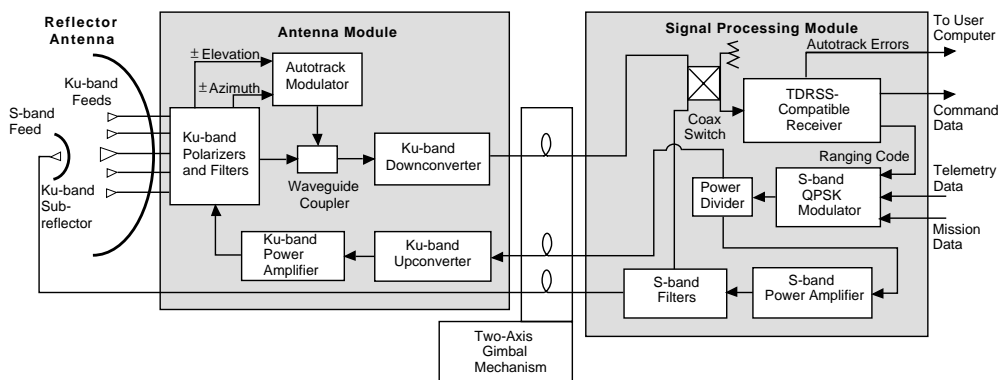 Reflector
Antenna
Antenna Module
Signal Processing Module
To User
Computer
Autotrack Errors
± Elevation
± Azimuth
Autotrack
Modulator
Ku-band
Feeds
S-band
Feed
Ku-band
Polarizers
and Filters
Ku-band
Sub-
reflector
Waveguide
Coupler
Ku-band
Downconverter
Coax
Switch
TDRSS-
Compatible
Receiver
Command
Data
Ranging Code
Power
Divider
S-band
QPSK
Modulator
Telemetry
Data
Mission
Data
Ku-band
Power
Amplifier
Ku-band
Upconverter
S-band
Filters
S-band
Power Amplifier
Two-Axis
Gimbal
Mechanism